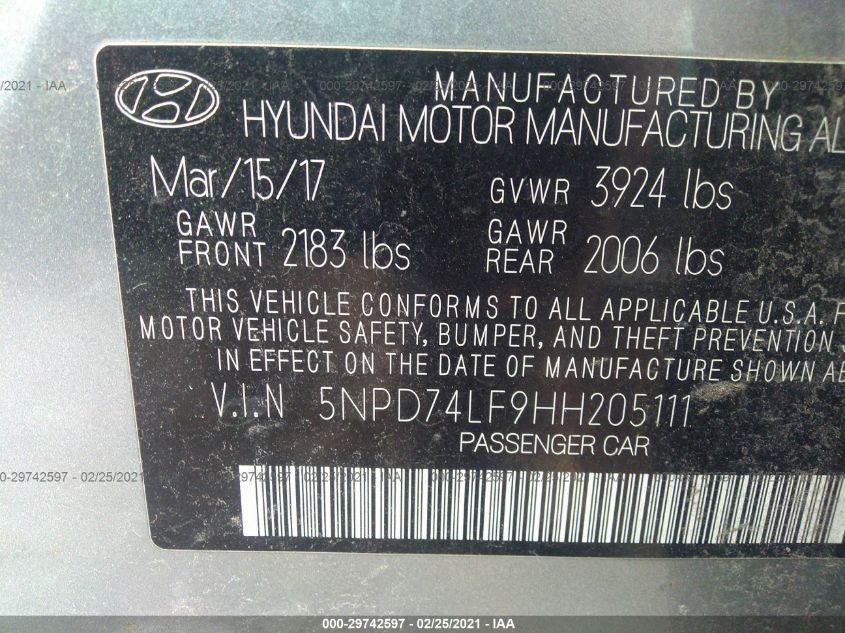 MANUFACTURED BY
HYUNDAI MOTOR MANUFACTURING AL
Mar/15/17 GVWR 3924 lbs
GAWR FRONT 2183 lbs GAWR REAR 2006 lbs
THIS VEHICLE CONFORMS TO ALL APPLICABLE U.S.A. F
MOTOR VEHICLE SAFETY, BUMPER, AND THEFT PREVENTION
IN EFFECT ON THE DATE OF MANUFACTURE SHOWN AB
V.I.N 5NPD74LF9HH205111
PASSENGER CAR
000-29742597 - 02/25/2021 - IAA